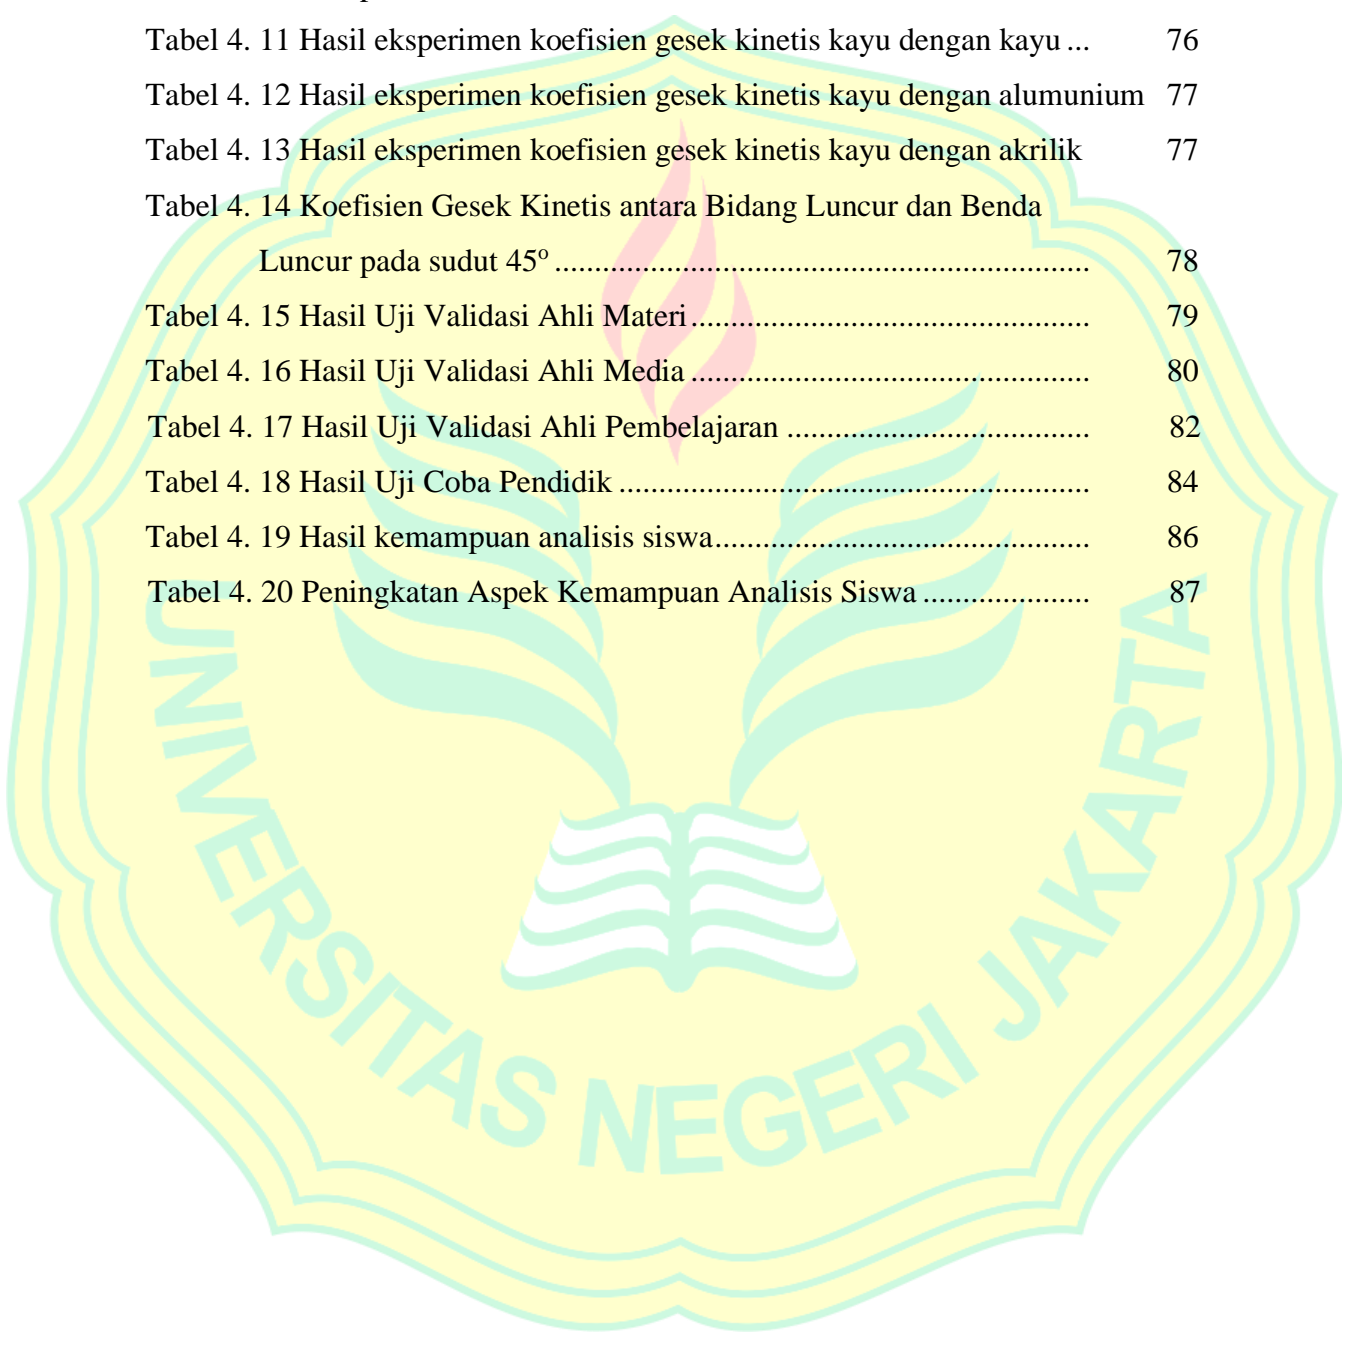 Tabel 4. 11 Hasil eksperimen koefisien gesek kinetis kayu dengan kayu ... 76
Tabel 4. 12 Hasil eksperimen koefisien gesek kinetis kayu dengan alumunium 77
Tabel 4. 13 Hasil eksperimen koefisien gesek kinetis kayu dengan akrilik 77
Tabel 4. 14 Koefisien Gesek Kinetis antara Bidang Luncur dan Benda
Luncur pada sudut 45º ................................................................... 78
Tabel 4. 15 Hasil Uji Validasi Ahli Materi .................................................. 79
Tabel 4. 16 Hasil Uji Validasi Ahli Media .................................................. 80
Tabel 4. 17 Hasil Uji Validasi Ahli Pembelajaran ...................................... 82
Tabel 4. 18 Hasil Uji Coba Pendidik ........................................................... 84
Tabel 4. 19 Hasil kemampuan analisis siswa ............................................... 86
Tabel 4. 20 Peningkatan Aspek Kemampuan Analisis Siswa ..................... 87
UNIVERSITAS NEGERI JAKARTA